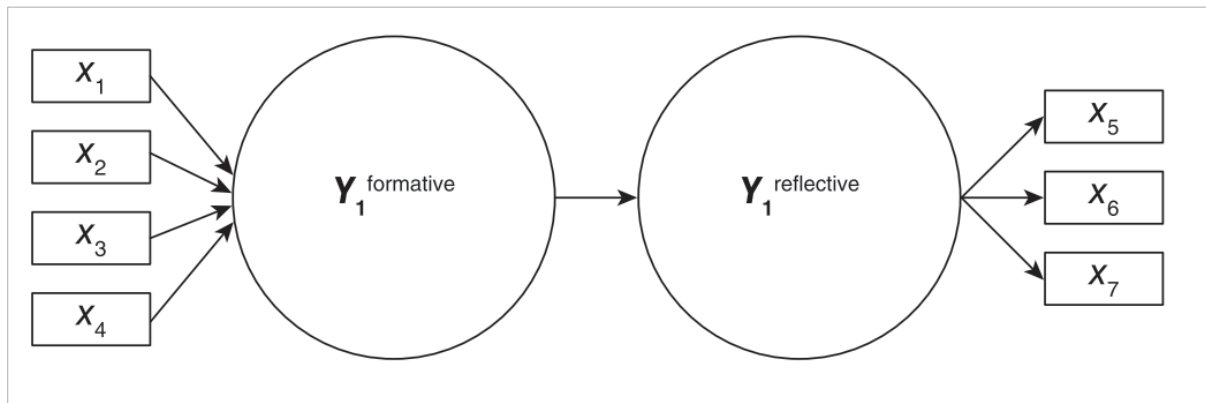 x₁
x₂
x₃
x₄
Y₁ formative
Y₁ reflective
x₅
x₆
x₇